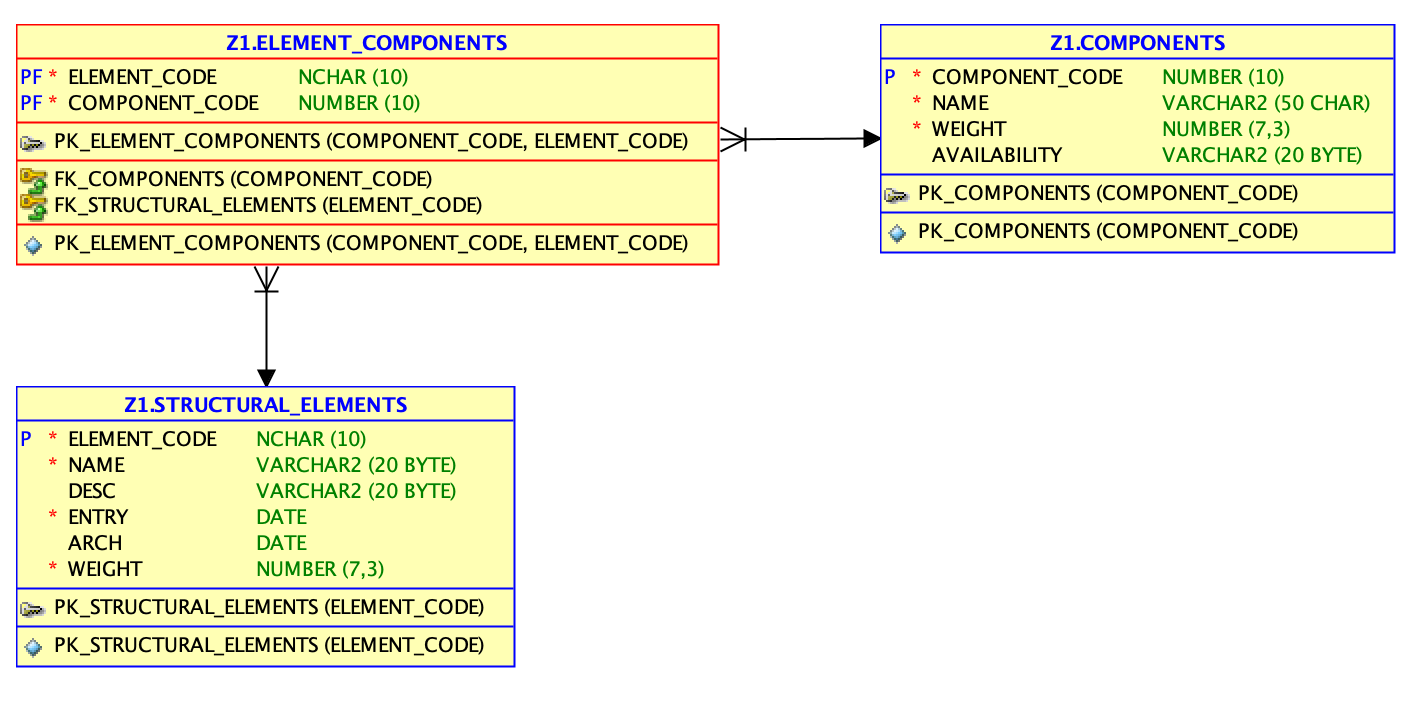 Z1.ELEMENT_COMPONENTS
PF * ELEMENT_CODE NCHAR (10)
PF * COMPONENT_CODE NUMBER (10)
PK_ELEMENT_COMPONENTS (COMPONENT_CODE, ELEMENT_CODE)
FK_COMPONENTS (COMPONENT_CODE)
FK_STRUCTURAL_ELEMENTS (ELEMENT_CODE)
PK_ELEMENT_COMPONENTS (COMPONENT_CODE, ELEMENT_CODE)
Z1.COMPONENTS
P * COMPONENT_CODE NUMBER (10)
* NAME VARCHAR2 (50 CHAR)
* WEIGHT NUMBER (7,3)
AVAILABILITY VARCHAR2 (20 BYTE)
PK_COMPONENTS (COMPONENT_CODE)
PK_COMPONENTS (COMPONENT_CODE)
Z1.STRUCTURAL_ELEMENTS
P * ELEMENT_CODE NCHAR (10)
* NAME VARCHAR2 (20 BYTE)
DESC VARCHAR2 (20 BYTE)
* ENTRY DATE
ARCH DATE
* WEIGHT NUMBER (7,3)
PK_STRUCTURAL_ELEMENTS (ELEMENT_CODE)
PK_STRUCTURAL_ELEMENTS (ELEMENT_CODE)